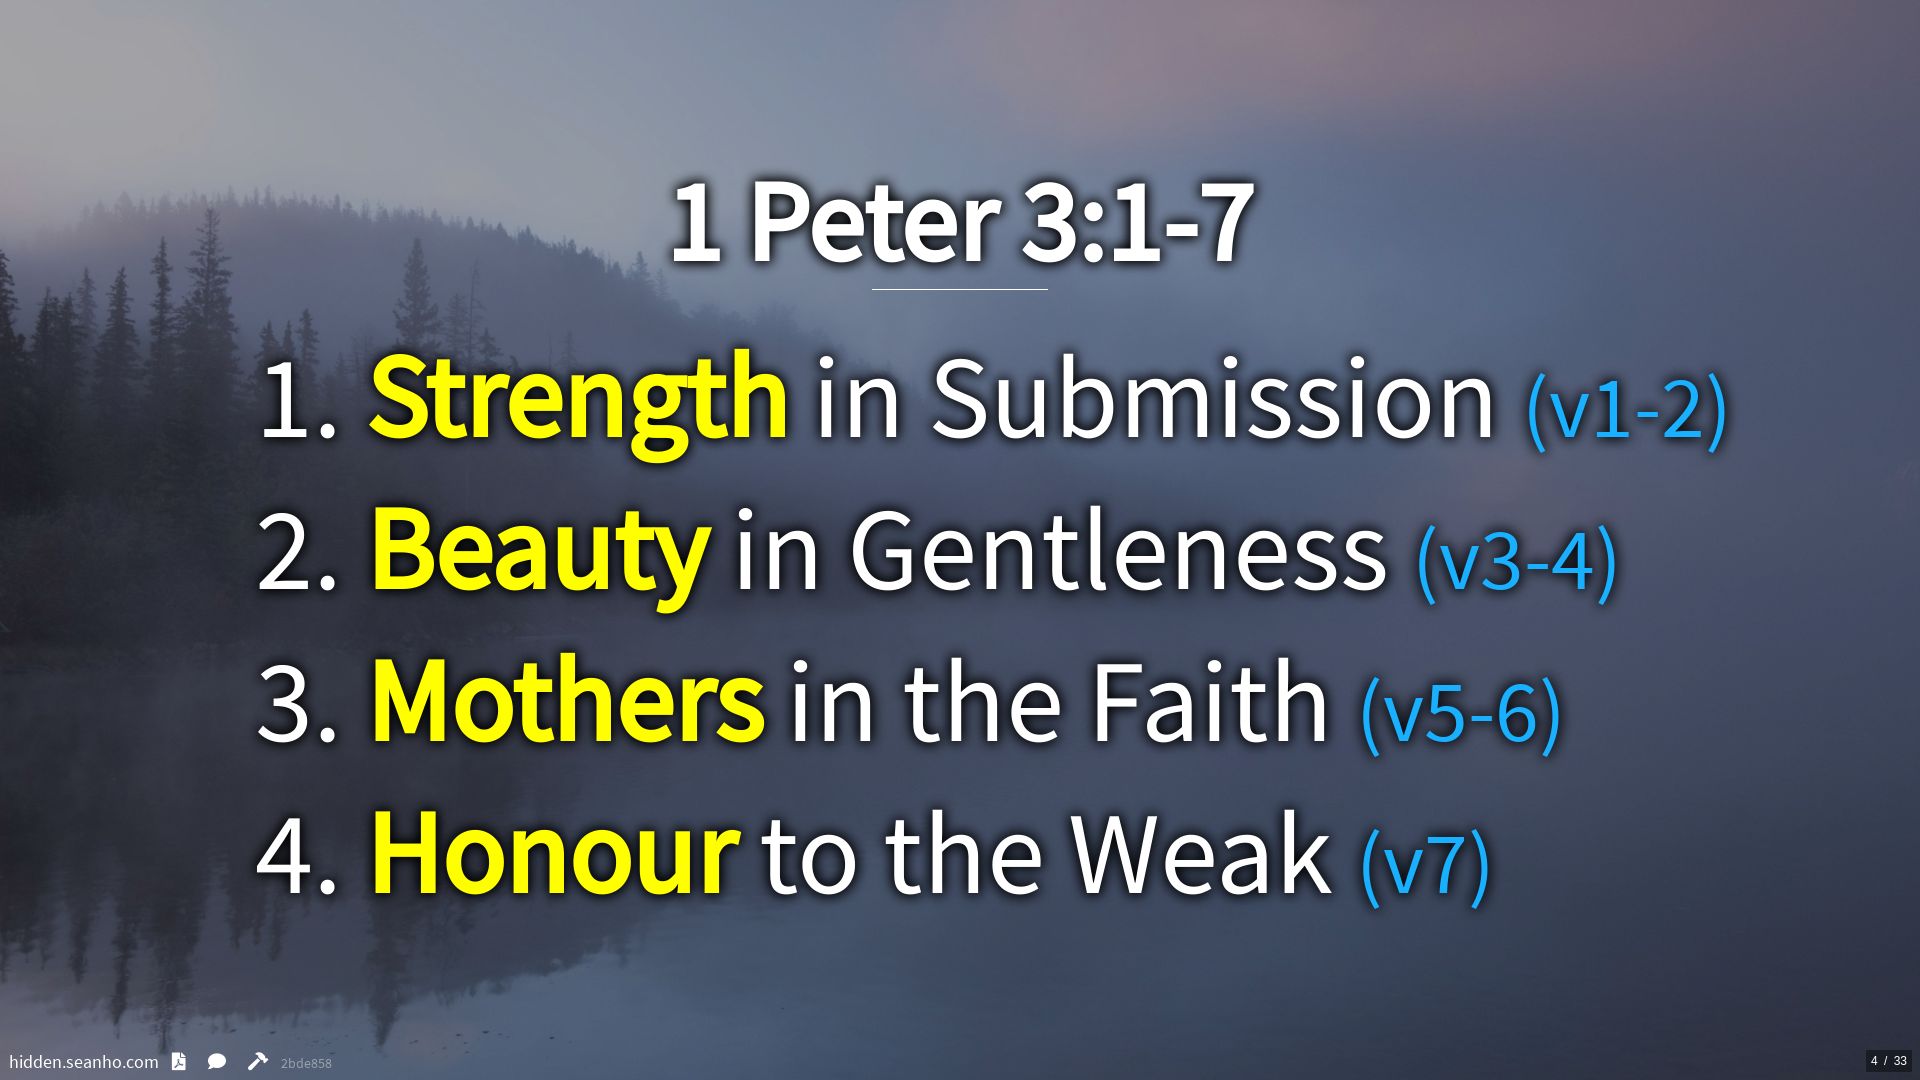 1 Peter 3:1-7
1. Strength in Submission (v1-2)
2. Beauty in Gentleness (v3-4)
3. Mothers in the Faith (v5-6)
4. Honour to the Weak (v7)
hidden.seanho.com 2bde858
4 / 33